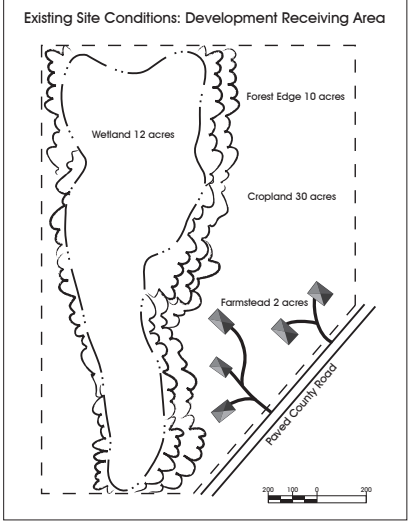 Existing Site Conditions: Development Receiving Area
Forest Edge 10 acres
Wetland 12 acres
Cropland 30 acres
Farmstead 2 acres
Paved County Road
200 100 0 200